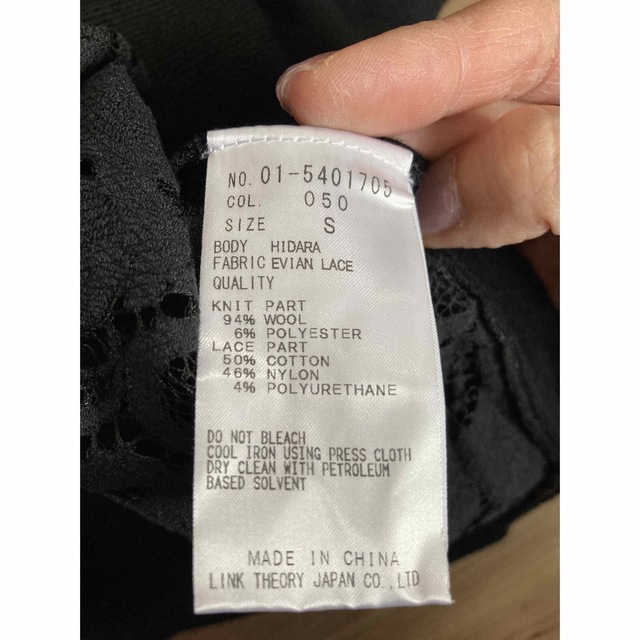 NO. 01-5401705
COL. 050
SIZE S
BODY HIDARA
FABRIC EVIAN LACE
QUALITY
KNIT PART
94% WOOL
6% POLYESTER
LACE PART
50% COTTON
46% NYLON
4% POLYURETHANE
DO NOT BLEACH
COOL IRON USING PRESS CLOTH
DRY CLEAN WITH PETROLEUM
BASED SOLVENT
MADE IN CHINA
LINK THEORY JAPAN CO.,LTD